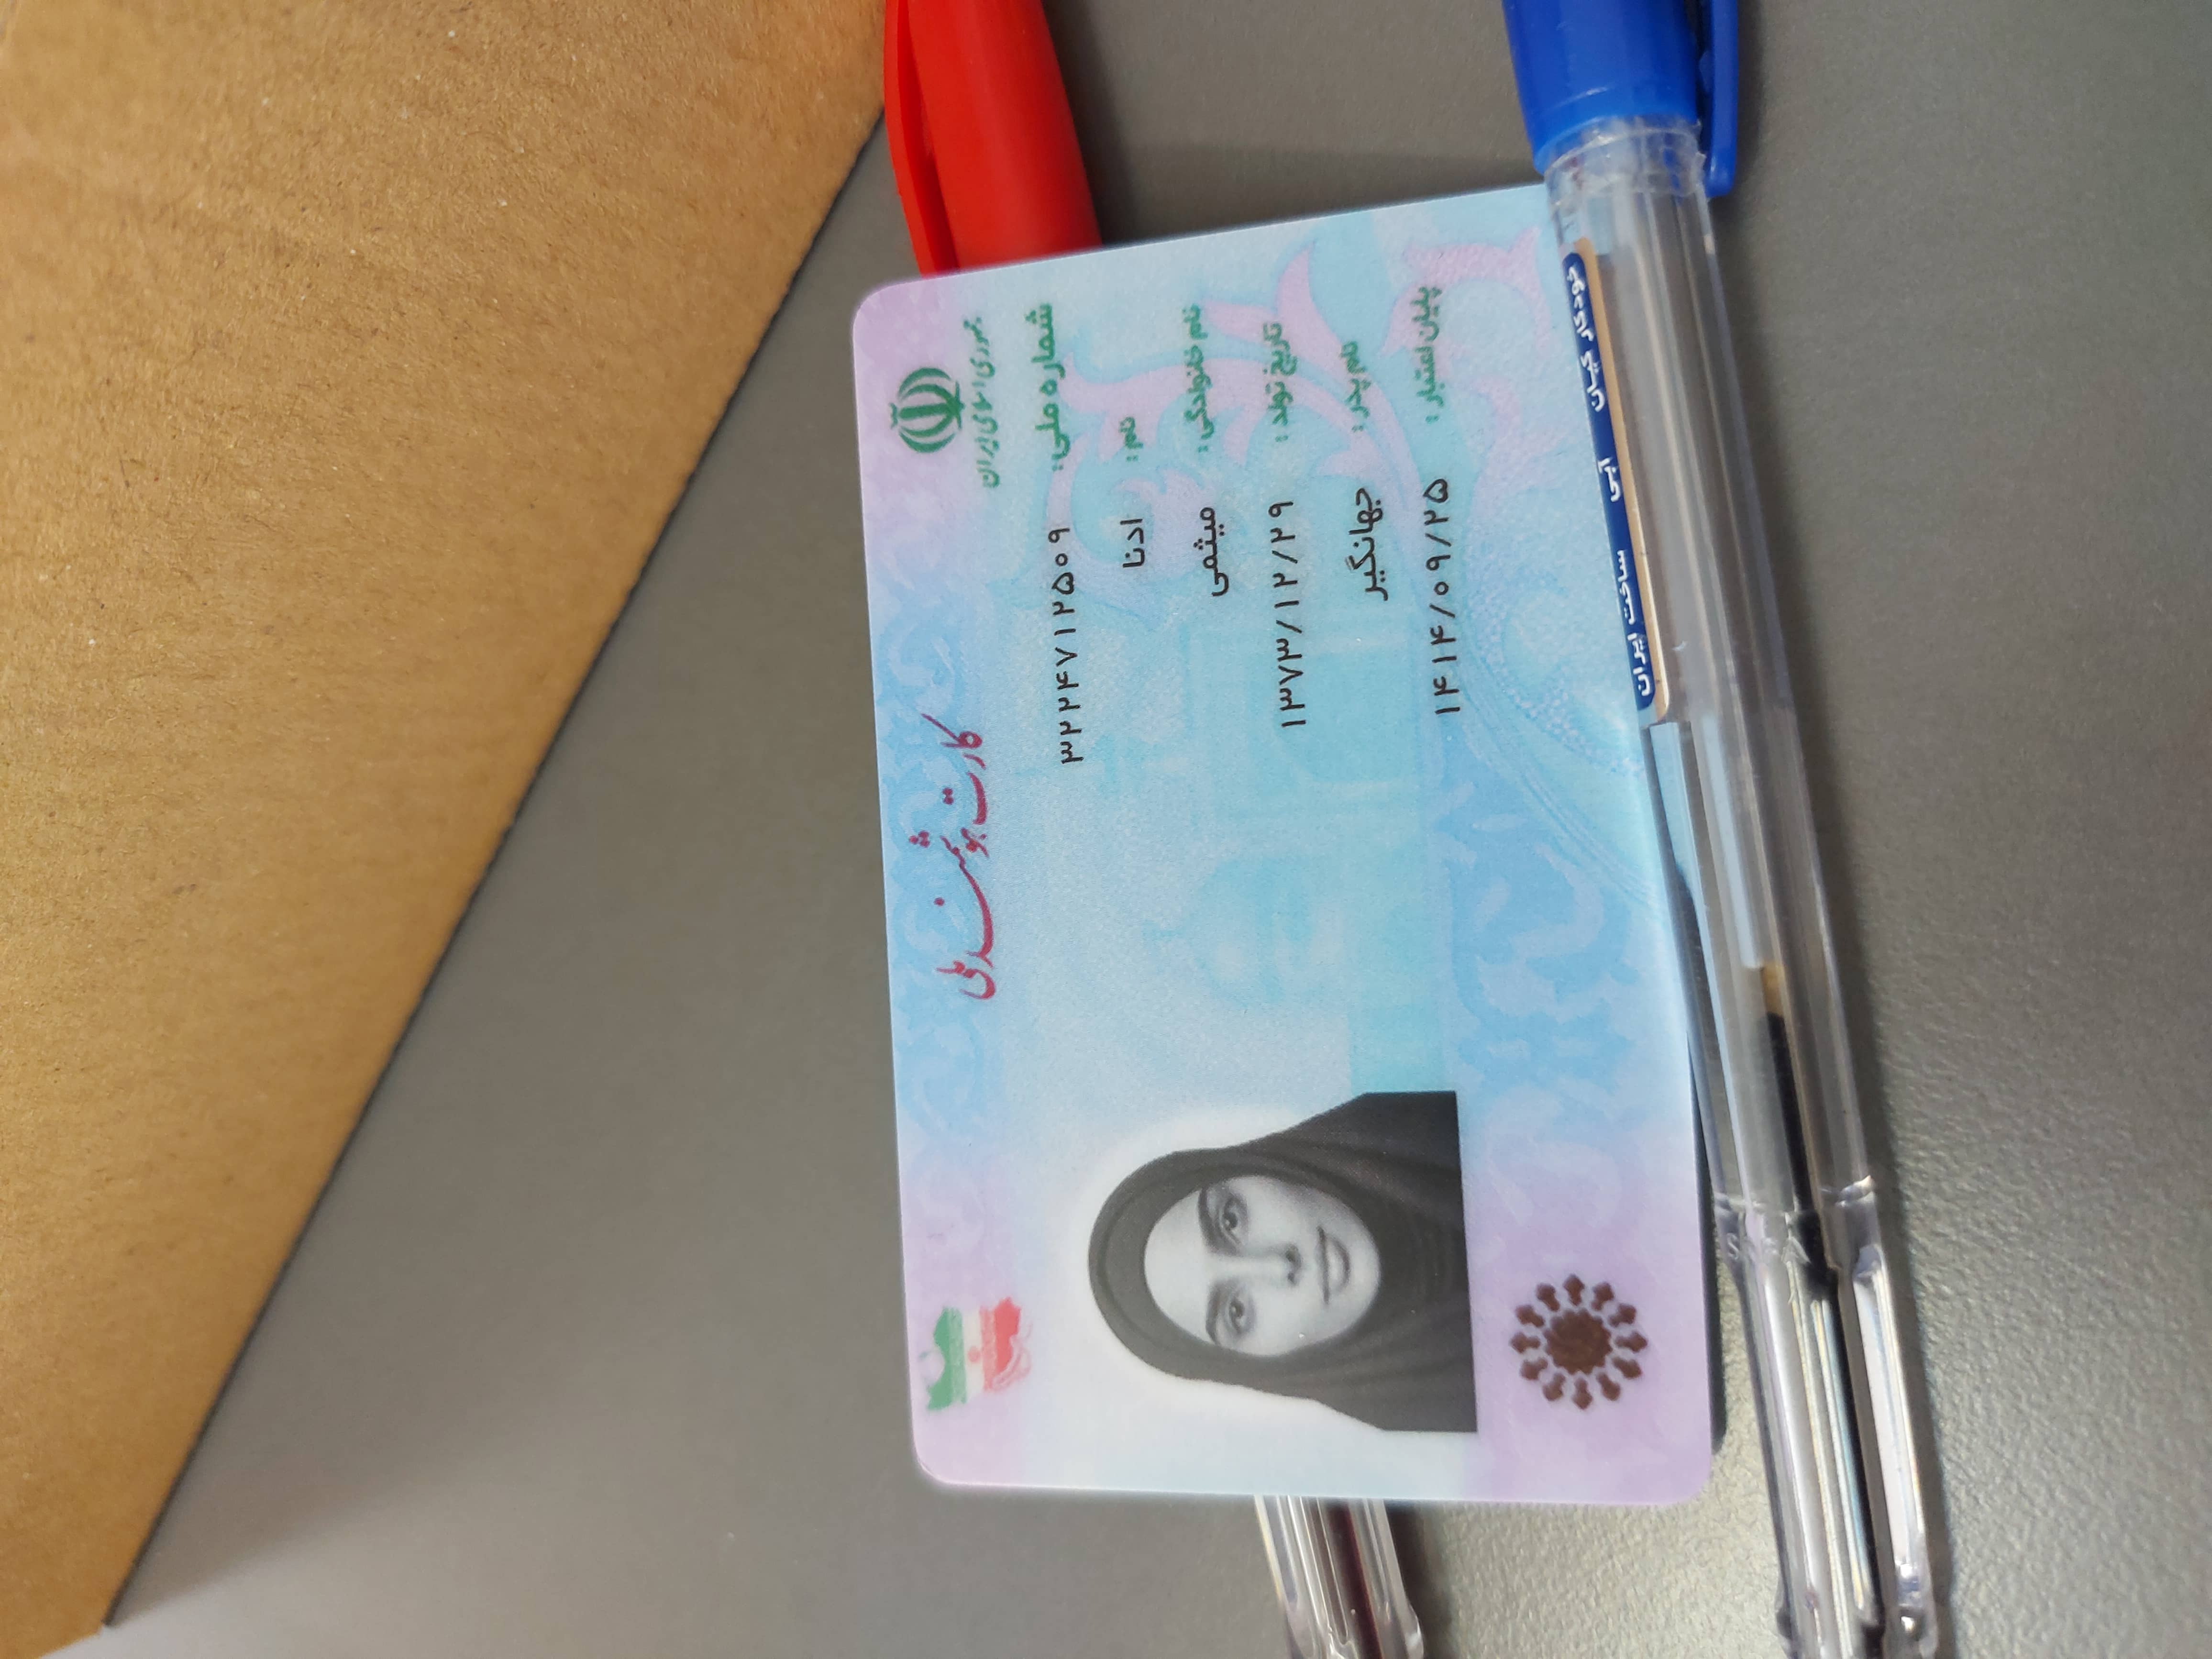 جمهوری اسلامی ایران
کارت هوشمند ملی
شماره ملی: ۳۲۲۴۷۱۲۵۰۹
نام: ادنا
نام خانوادگی: میثمی
تاریخ تولد: ۱۳۷۳/۱۲/۲۹
نام پدر: جهانگیر
پایان اعتبار: ۱۴۱۴/۰۹/۲۵
خودکار کیان آبی ساخت ایران